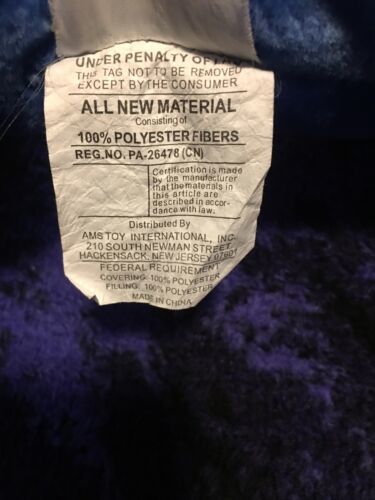 UNDER PENALTY OF LAW
THIS TAG NOT TO BE REMOVED
EXCEPT BY THE CONSUMER
ALL NEW MATERIAL
Consisting of
100% POLYESTER FIBERS
REG.NO. PA-26478 (CN)
Certification is made
by the manufacturer
that the materials in
this article are
described in accor-
dance with law.
Distributed By
AMS TOY INTERNATIONAL, INC.
210 SOUTH NEWMAN STREET
HACKENSACK, NEW JERSEY 07601
FEDERAL REQUIREMENT
COVERING: 100% POLYESTER
FILLING: 100% POLYESTER
MADE IN CHINA